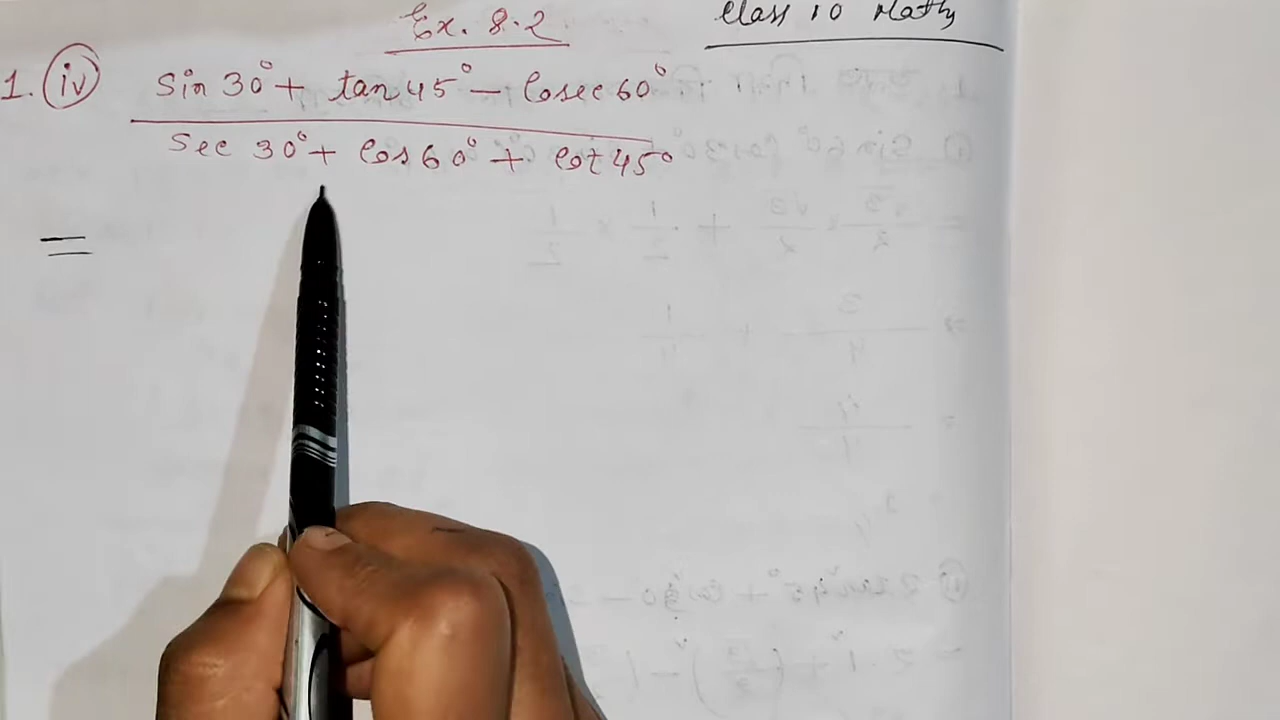 Ex. 8.2
Class 10 Math
1. (iv) Sin 30° + tan 45° - Cosec 60°
Sec 30° + Cos 60° + Cot 45°
=